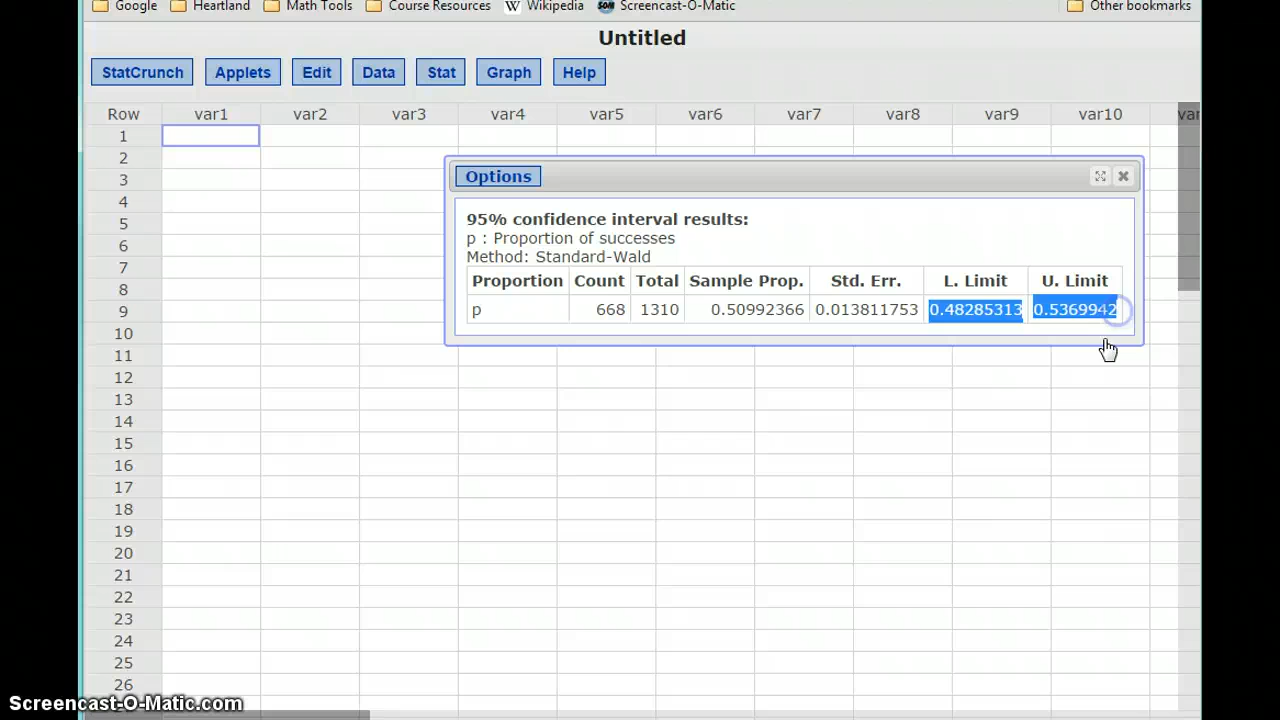 Google Heartland Math Tools Course Resources W Wikipedia SOM Screencast-O-Matic Other bookmarks
Untitled
StatCrunch Applets Edit Data Stat Graph Help
Row var1 var2 var3 var4 var5 var6 var7 var8 var9 var10 va
1
2
3
4
5
6
7
8
9
10
11
12
13
14
15
16
17
18
19
20
21
22
23
24
25
26
Options
95% confidence interval results:
p : Proportion of successes
Method: Standard-Wald
Proportion Count Total Sample Prop. Std. Err. L. Limit U. Limit
p 668 1310 0.50992366 0.013811753 0.48285313 0.5369942
Screencast-O-Matic.com